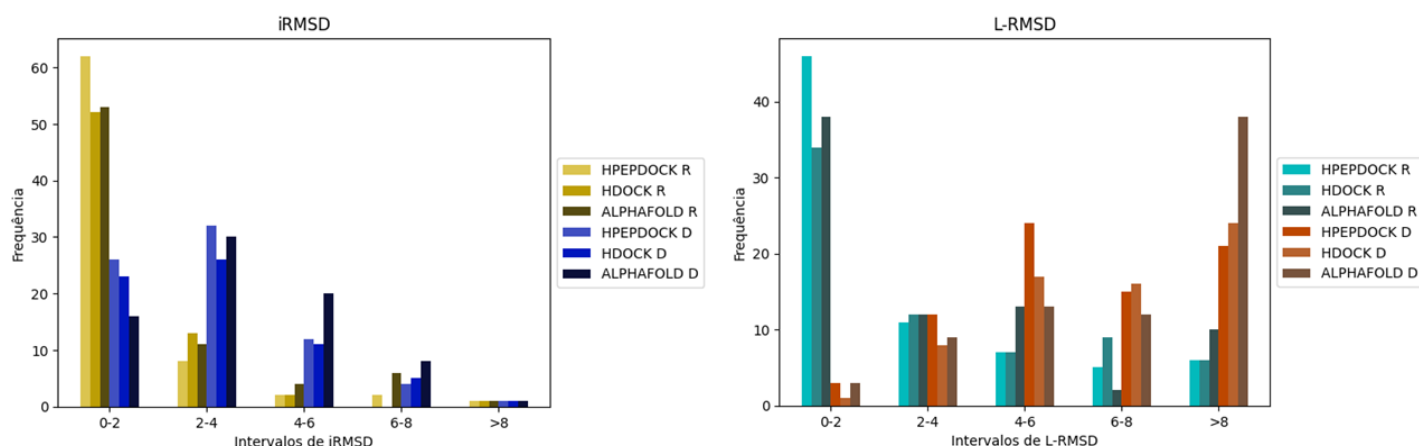 iRMSD
Frequência
60
50
40
30
20
10
0
0-2 2-4 4-6 6-8 >8
Intervalos de iRMSD
HPEPDOCK R
HDOCK R
ALPHAFOLD R
HPEPDOCK D
HDOCK D
ALPHAFOLD D
L-RMSD
Frequência
40
30
20
10
0
0-2 2-4 4-6 6-8 >8
Intervalos de L-RMSD
HPEPDOCK R
HDOCK R
ALPHAFOLD R
HPEPDOCK D
HDOCK D
ALPHAFOLD D